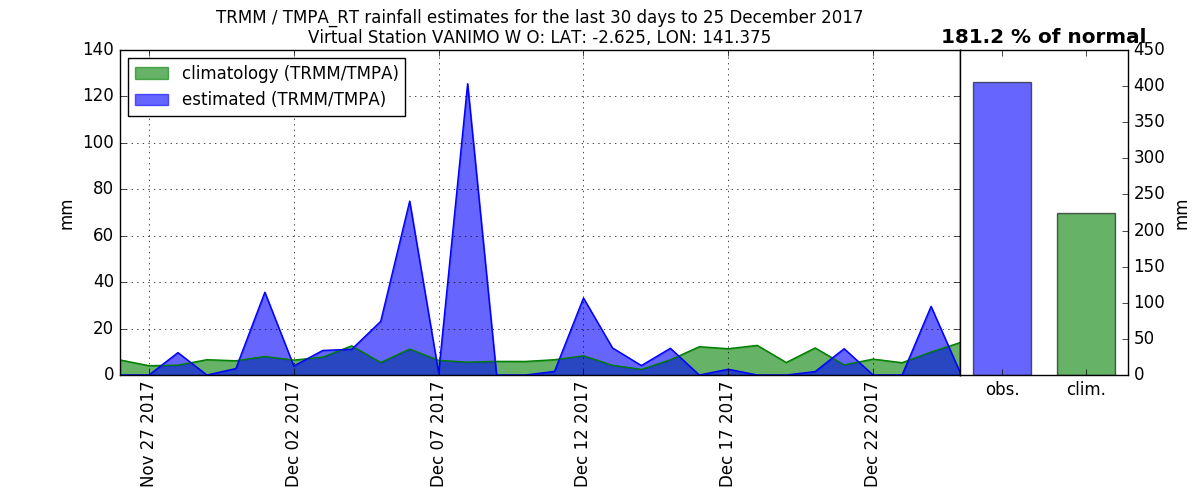 TRMM / TMPA_RT rainfall estimates for the last 30 days to 25 December 2017
Virtual Station VANIMO W O: LAT: -2.625, LON: 141.375
181.2 % of normal
climatology (TRMM/TMPA)
estimated (TRMM/TMPA)
mm
140
120
100
80
60
40
20
0
Nov 27 2017
Dec 02 2017
Dec 07 2017
Dec 12 2017
Dec 17 2017
Dec 22 2017
obs.
clim.
450
400
350
300
250
200
150
100
50
0
mm